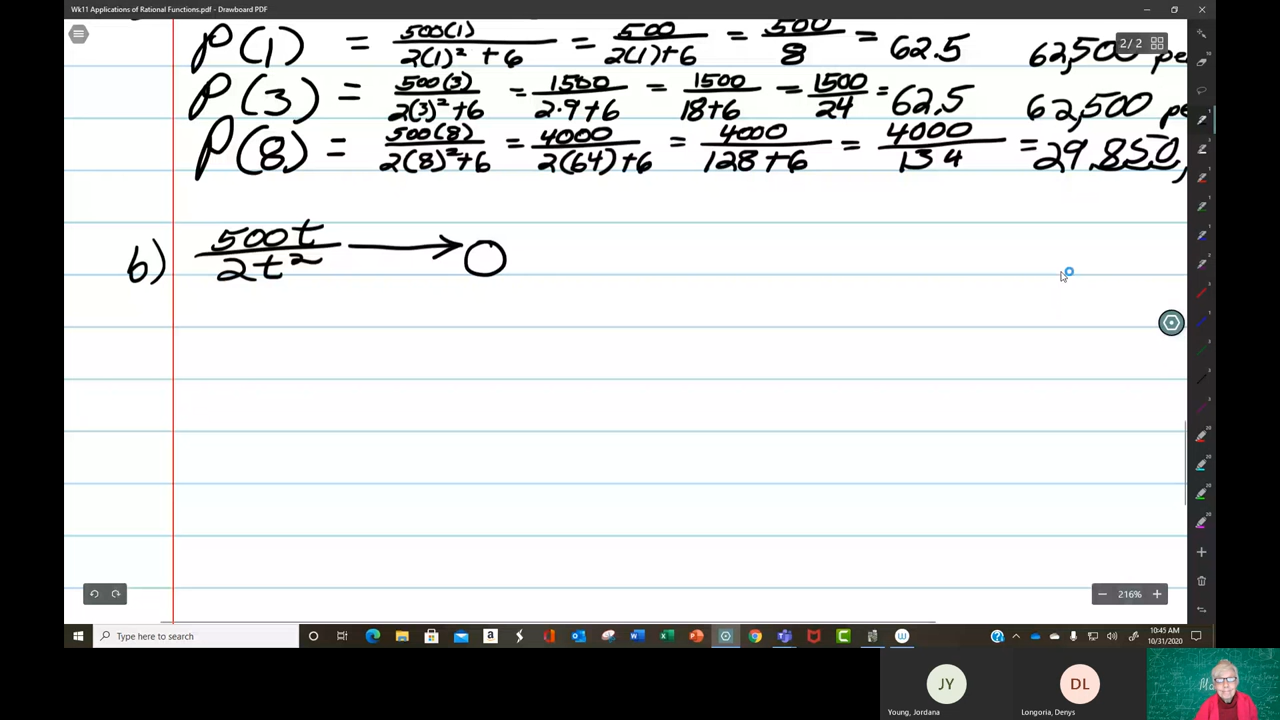 Wk11 Applications of Rational Functions.pdf - Drawboard PDF
P(1) = 500(1) / 2(1)² + 6 = 500 / 2(1)+6 = 500 / 8 = 62.5 62,500 pe
2/2
P(3) = 500(3) / 2(3)²+6 = 1500 / 2·9+6 = 1500 / 18+6 = 1500 / 24 = 62.5 62,500 pe
P(8) = 500(8) / 2(8)²+6 = 4000 / 2(64)+6 = 4000 / 128+6 = 4000 / 134 = 29.850,
b) 500t / 2t² → 0
216%
Type here to search
10:45 AM
10/31/2020
JY
DL
Young, Jordana
Longoria, Denys